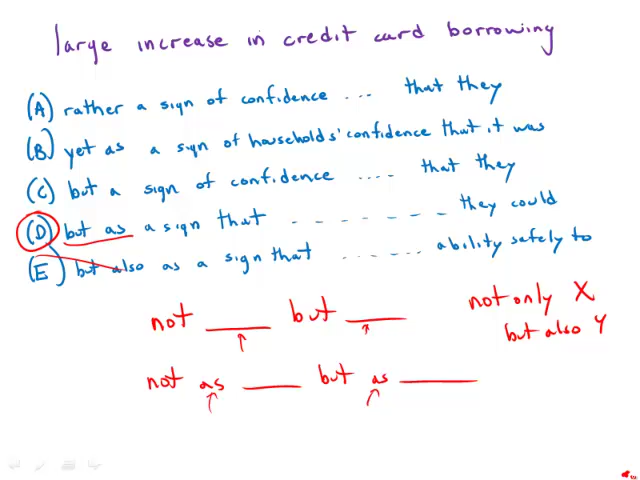 large increase in credit card borrowing
(A) rather a sign of confidence .... that they
(B) yet as a sign of households' confidence that it was
(C) but a sign of confidence .... that they
(D) but as a sign that - - - - - - - they could
(E) but also as a sign that ....... ability safely to
not ____ but ____
not only X
but also Y
not as ____ but as ____